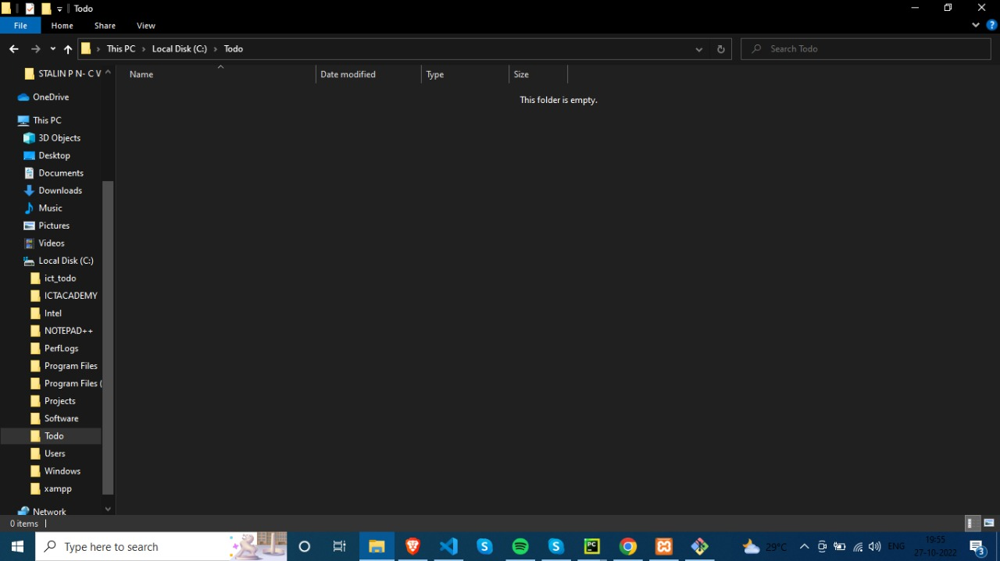 Todo
File Home Share View
This PC Local Disk (C:) Todo Search Todo
Name Date modified Type Size
This folder is empty.
STALIN P N- C V
OneDrive
This PC
3D Objects
Desktop
Documents
Downloads
Music
Pictures
Videos
Local Disk (C:)
ict_todo
ICTACADEMY
Intel
NOTEPAD++
PerfLogs
Program Files
Program Files (
Projects
Software
Todo
Users
Windows
xampp
Network
0 items
Type here to search
PC
29°C
ENG
19:55
27-10-2022
3